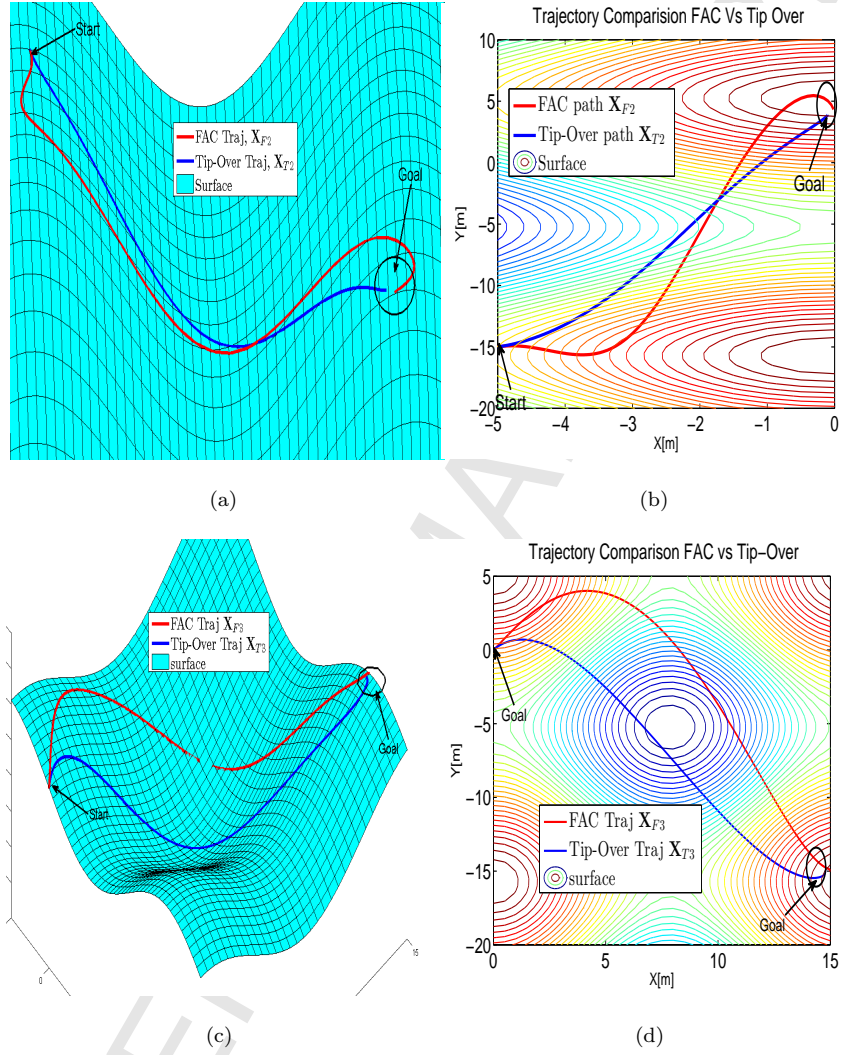 Start
FAC Traj, X_F2
Tip-Over Traj, X_T2
Surface
Goal
(a)
Trajectory Comparision FAC Vs Tip Over
FAC path X_F2
Tip-Over path X_T2
Surface
Goal
Start
Y[m]
10
5
0
−5
−10
−15
−20
−5
−4
−3
−2
−1
0
X[m]
(b)
FAC Traj X_F3
Tip-Over Traj X_T3
surface
Goal
Start
0
15
(c)
Trajectory Comparison FAC vs Tip−Over
Goal
FAC Traj X_F3
Tip-Over Traj X_T3
surface
Goal
Y[m]
5
0
−5
−10
−15
−20
0
5
10
15
X[m]
(d)